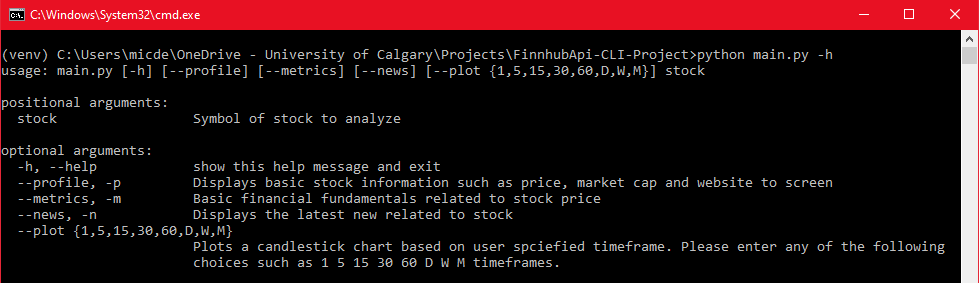 C:\Windows\System32\cmd.exe
(venv) C:\Users\micde\OneDrive - University of Calgary\Projects\FinnhubApi-CLI-Project>python main.py -h
usage: main.py [-h] [--profile] [--metrics] [--news] [--plot {1,5,15,30,60,D,W,M}] stock
positional arguments:
stock Symbol of stock to analyze
optional arguments:
-h, --help show this help message and exit
--profile, -p Displays basic stock information such as price, market cap and website to screen
--metrics, -m Basic financial fundamentals related to stock price
--news, -n Displays the latest new related to stock
--plot {1,5,15,30,60,D,W,M}
Plots a candlestick chart based on user spciefied timeframe. Please enter any of the following
choices such as 1 5 15 30 60 D W M timeframes.